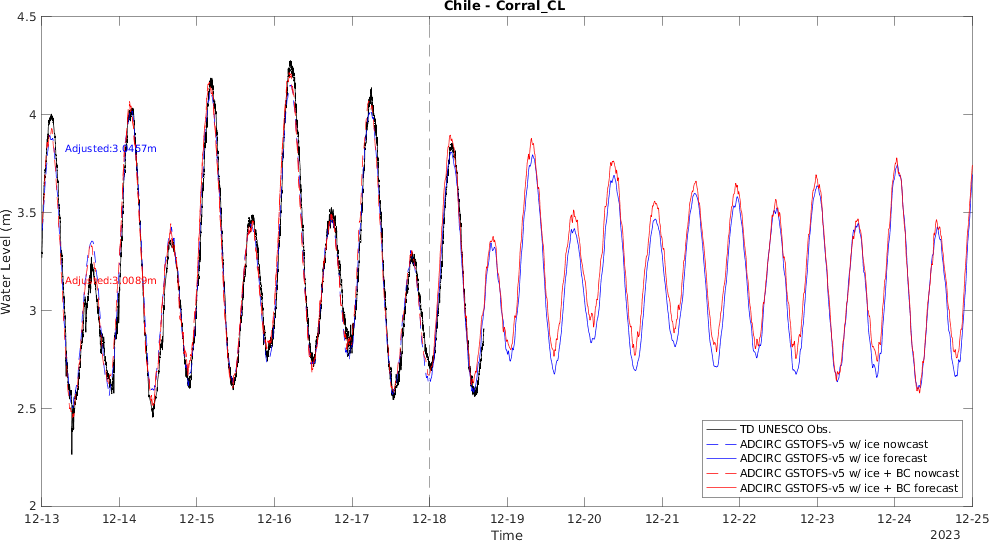 Chile - Corral_CL
Water Level (m)
4.5
4
3.5
3
2.5
2
Adjusted:3.0457m
Adjusted:3.0089m
TD UNESCO Obs.
ADCIRC GSTOFS-v5 w/ ice nowcast
ADCIRC GSTOFS-v5 w/ ice forecast
ADCIRC GSTOFS-v5 w/ ice + BC nowcast
ADCIRC GSTOFS-v5 w/ ice + BC forecast
12-13 12-14 12-15 12-16 12-17 12-18 12-19 12-20 12-21 12-22 12-23 12-24 12-25
Time
2023